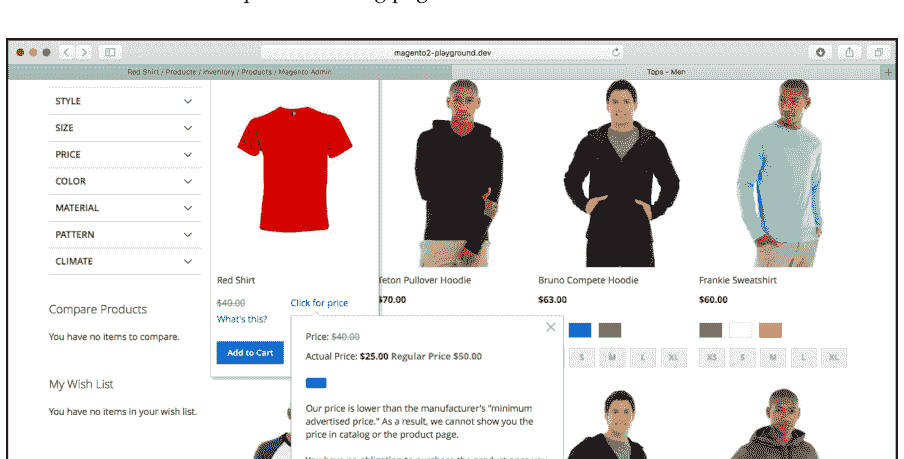 magento2-playground.dev
Red Shirt / Products / Inventory / Products / Magento Admin
Tops - Men
+
STYLE
SIZE
PRICE
COLOR
MATERIAL
PATTERN
CLIMATE
Compare Products
You have no items to compare.
My Wish List
You have no items in your wish list.
Red Shirt
$40.00
Click for price
What's this?
Add to Cart
Teton Pullover Hoodie
$70.00
Bruno Compete Hoodie
$63.00
S M L XL
Frankie Sweatshirt
$60.00
XS S M L XL
Price: $40.00
Actual Price: $25.00 Regular Price $50.00
Our price is lower than the manufacturer's "minimum
advertised price." As a result, we cannot show you the
price in catalog or the product page.